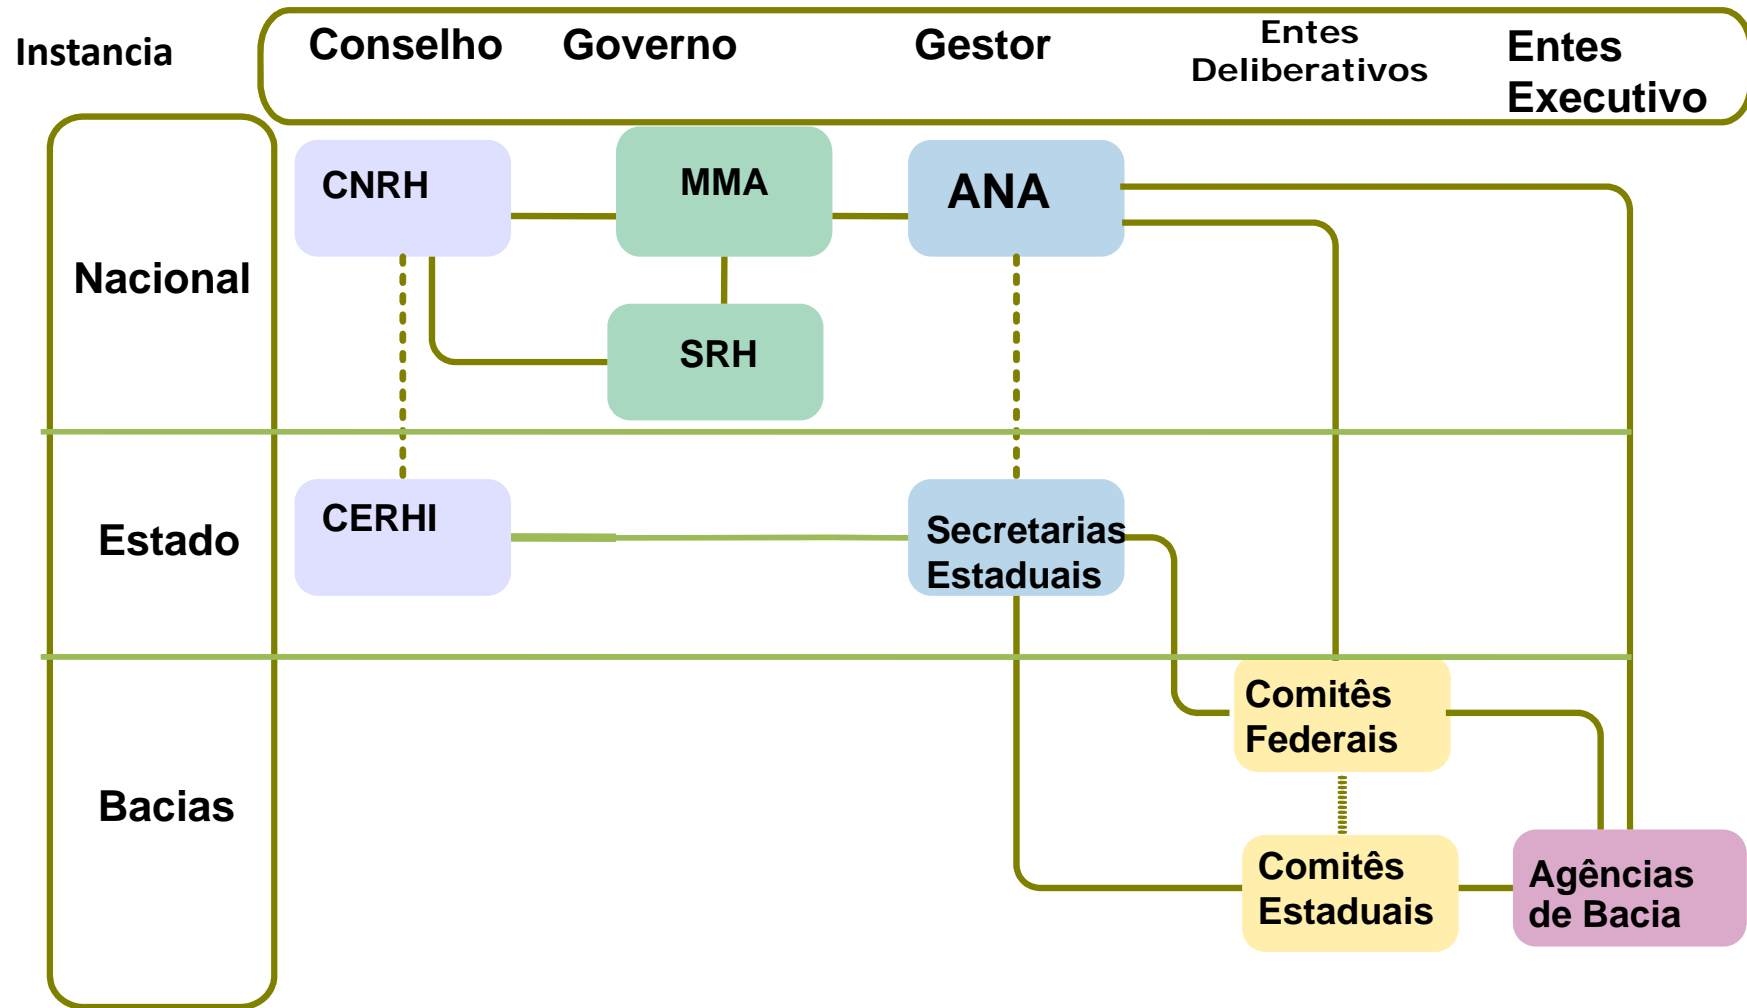 Instancia
Conselho
Governo
Gestor
Entes
Deliberativos
Entes
Executivo
Nacional
CNRH
MMA
ANA
SRH
Estado
CERHI
Secretarias
Estaduais
Bacias
Comitês
Federais
Comitês
Estaduais
Agências
de Bacia